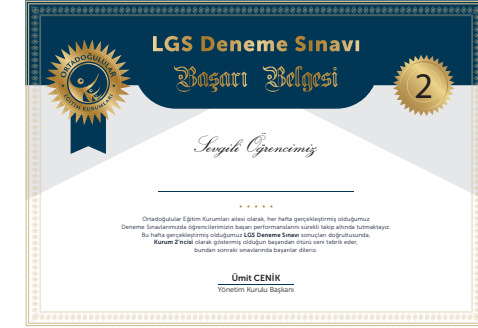 LGS Deneme Sınavı
Başarı Belgesi
ORTADOĞULULAR
EĞİTİM KURUMLARI
2
Sevgili Öğrencimiz
Ortadoğulular Eğitim Kurumları ailesi olarak, her hafta gerçekleştirmiş olduğumuz
Deneme Sınavlarımızda öğrencilerimizin başarı performanslarını sürekli takip altında tutmaktayız.
Bu hafta gerçekleştirmiş olduğumuz LGS Deneme Sınavı sonuçları doğrultusunda,
Kurum 2'ncisi olarak göstermiş olduğun başarıdan ötürü seni tebrik eder,
bundan sonraki sınavlarında başarılar dileriz.
Ümit CENİK
Yönetim Kurulu Başkanı